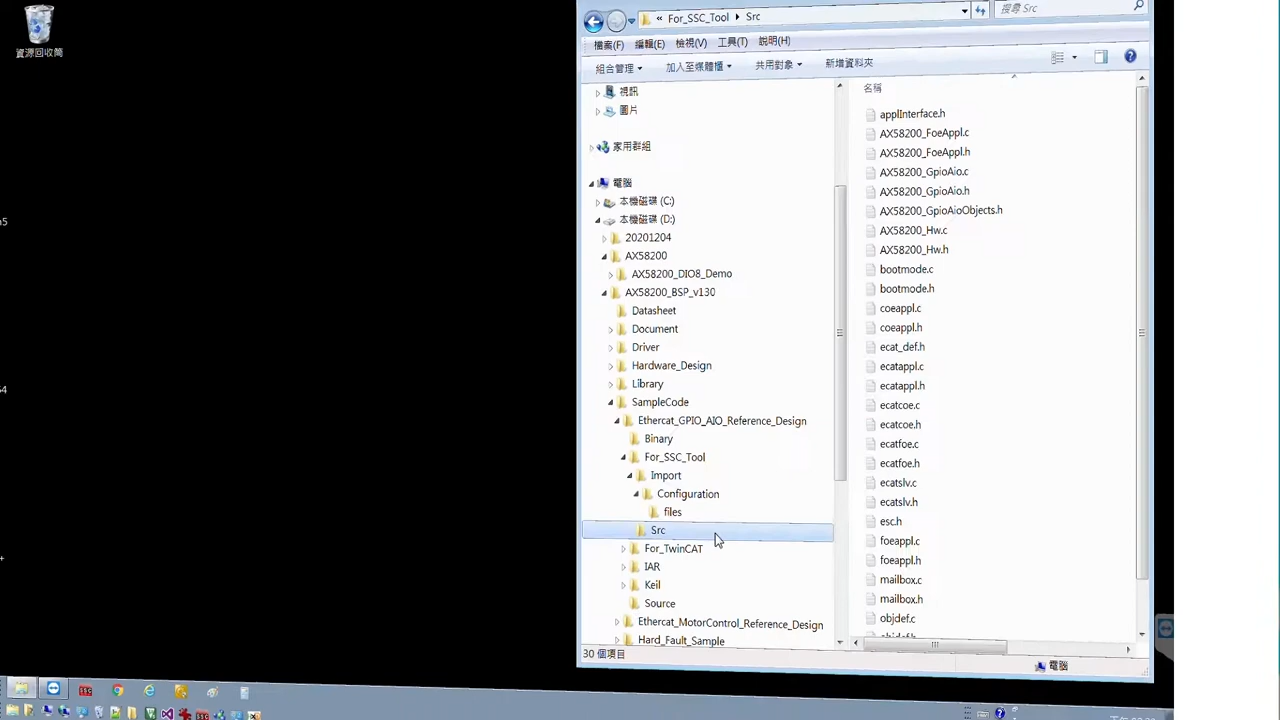 資源回收筒
« For_SSC_Tool ▸ Src
搜尋 Src
檔案(F) 編輯(E) 檢視(V) 工具(T) 說明(H)
組合管理 加入至媒體櫃 共用對象 新增資料夾
視訊
圖片
家用群組
電腦
本機磁碟 (C:)
本機磁碟 (D:)
20201204
AX58200
AX58200_DIO8_Demo
AX58200_BSP_v130
Datasheet
Document
Driver
Hardware_Design
Library
SampleCode
Ethercat_GPIO_AIO_Reference_Design
Binary
For_SSC_Tool
Import
Configuration
files
Src
For_TwinCAT
IAR
Keil
Source
Ethercat_MotorControl_Reference_Design
Hard_Fault_Sample
名稱
applInterface.h
AX58200_FoeAppl.c
AX58200_FoeAppl.h
AX58200_GpioAio.c
AX58200_GpioAio.h
AX58200_GpioAioObjects.h
AX58200_Hw.c
AX58200_Hw.h
bootmode.c
bootmode.h
coeappl.c
coeappl.h
ecat_def.h
ecatappl.c
ecatappl.h
ecatcoe.c
ecatcoe.h
ecatfoe.c
ecatfoe.h
ecatslv.c
ecatslv.h
esc.h
foeappl.c
foeappl.h
mailbox.c
mailbox.h
objdef.c
30 個項目
電腦